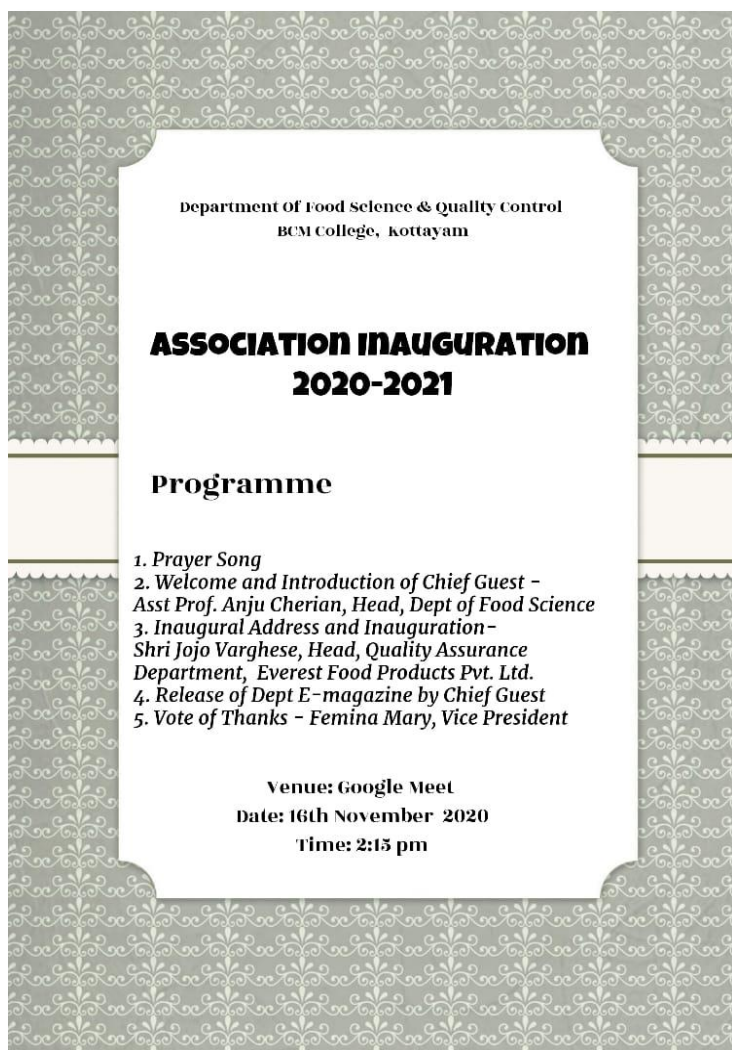 Department Of Food Science & Quality Control
BCM College, Kottayam
ASSOCIATION INAUGURATION
2020-2021
Programme
1. Prayer Song
2. Welcome and Introduction of Chief Guest -
Asst Prof. Anju Cherian, Head, Dept of Food Science
3. Inaugural Address and Inauguration-
Shri Jojo Varghese, Head, Quality Assurance
Department, Everest Food Products Pvt. Ltd.
4. Release of Dept E-magazine by Chief Guest
5. Vote of Thanks - Femina Mary, Vice President
Venue: Google Meet
Date: 16th November 2020
Time: 2:15 pm